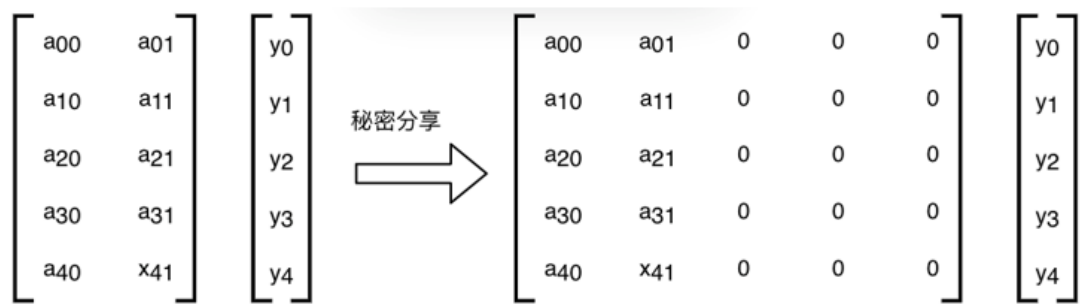 a00 a01 y0 a00 a01 0 0 0 y0
a10 a11 y1 a10 a11 0 0 0 y1
秘密分享
a20 a21 y2 a20 a21 0 0 0 y2
a30 a31 y3 a30 a31 0 0 0 y3
a40 x41 y4 a40 x41 0 0 0 y4